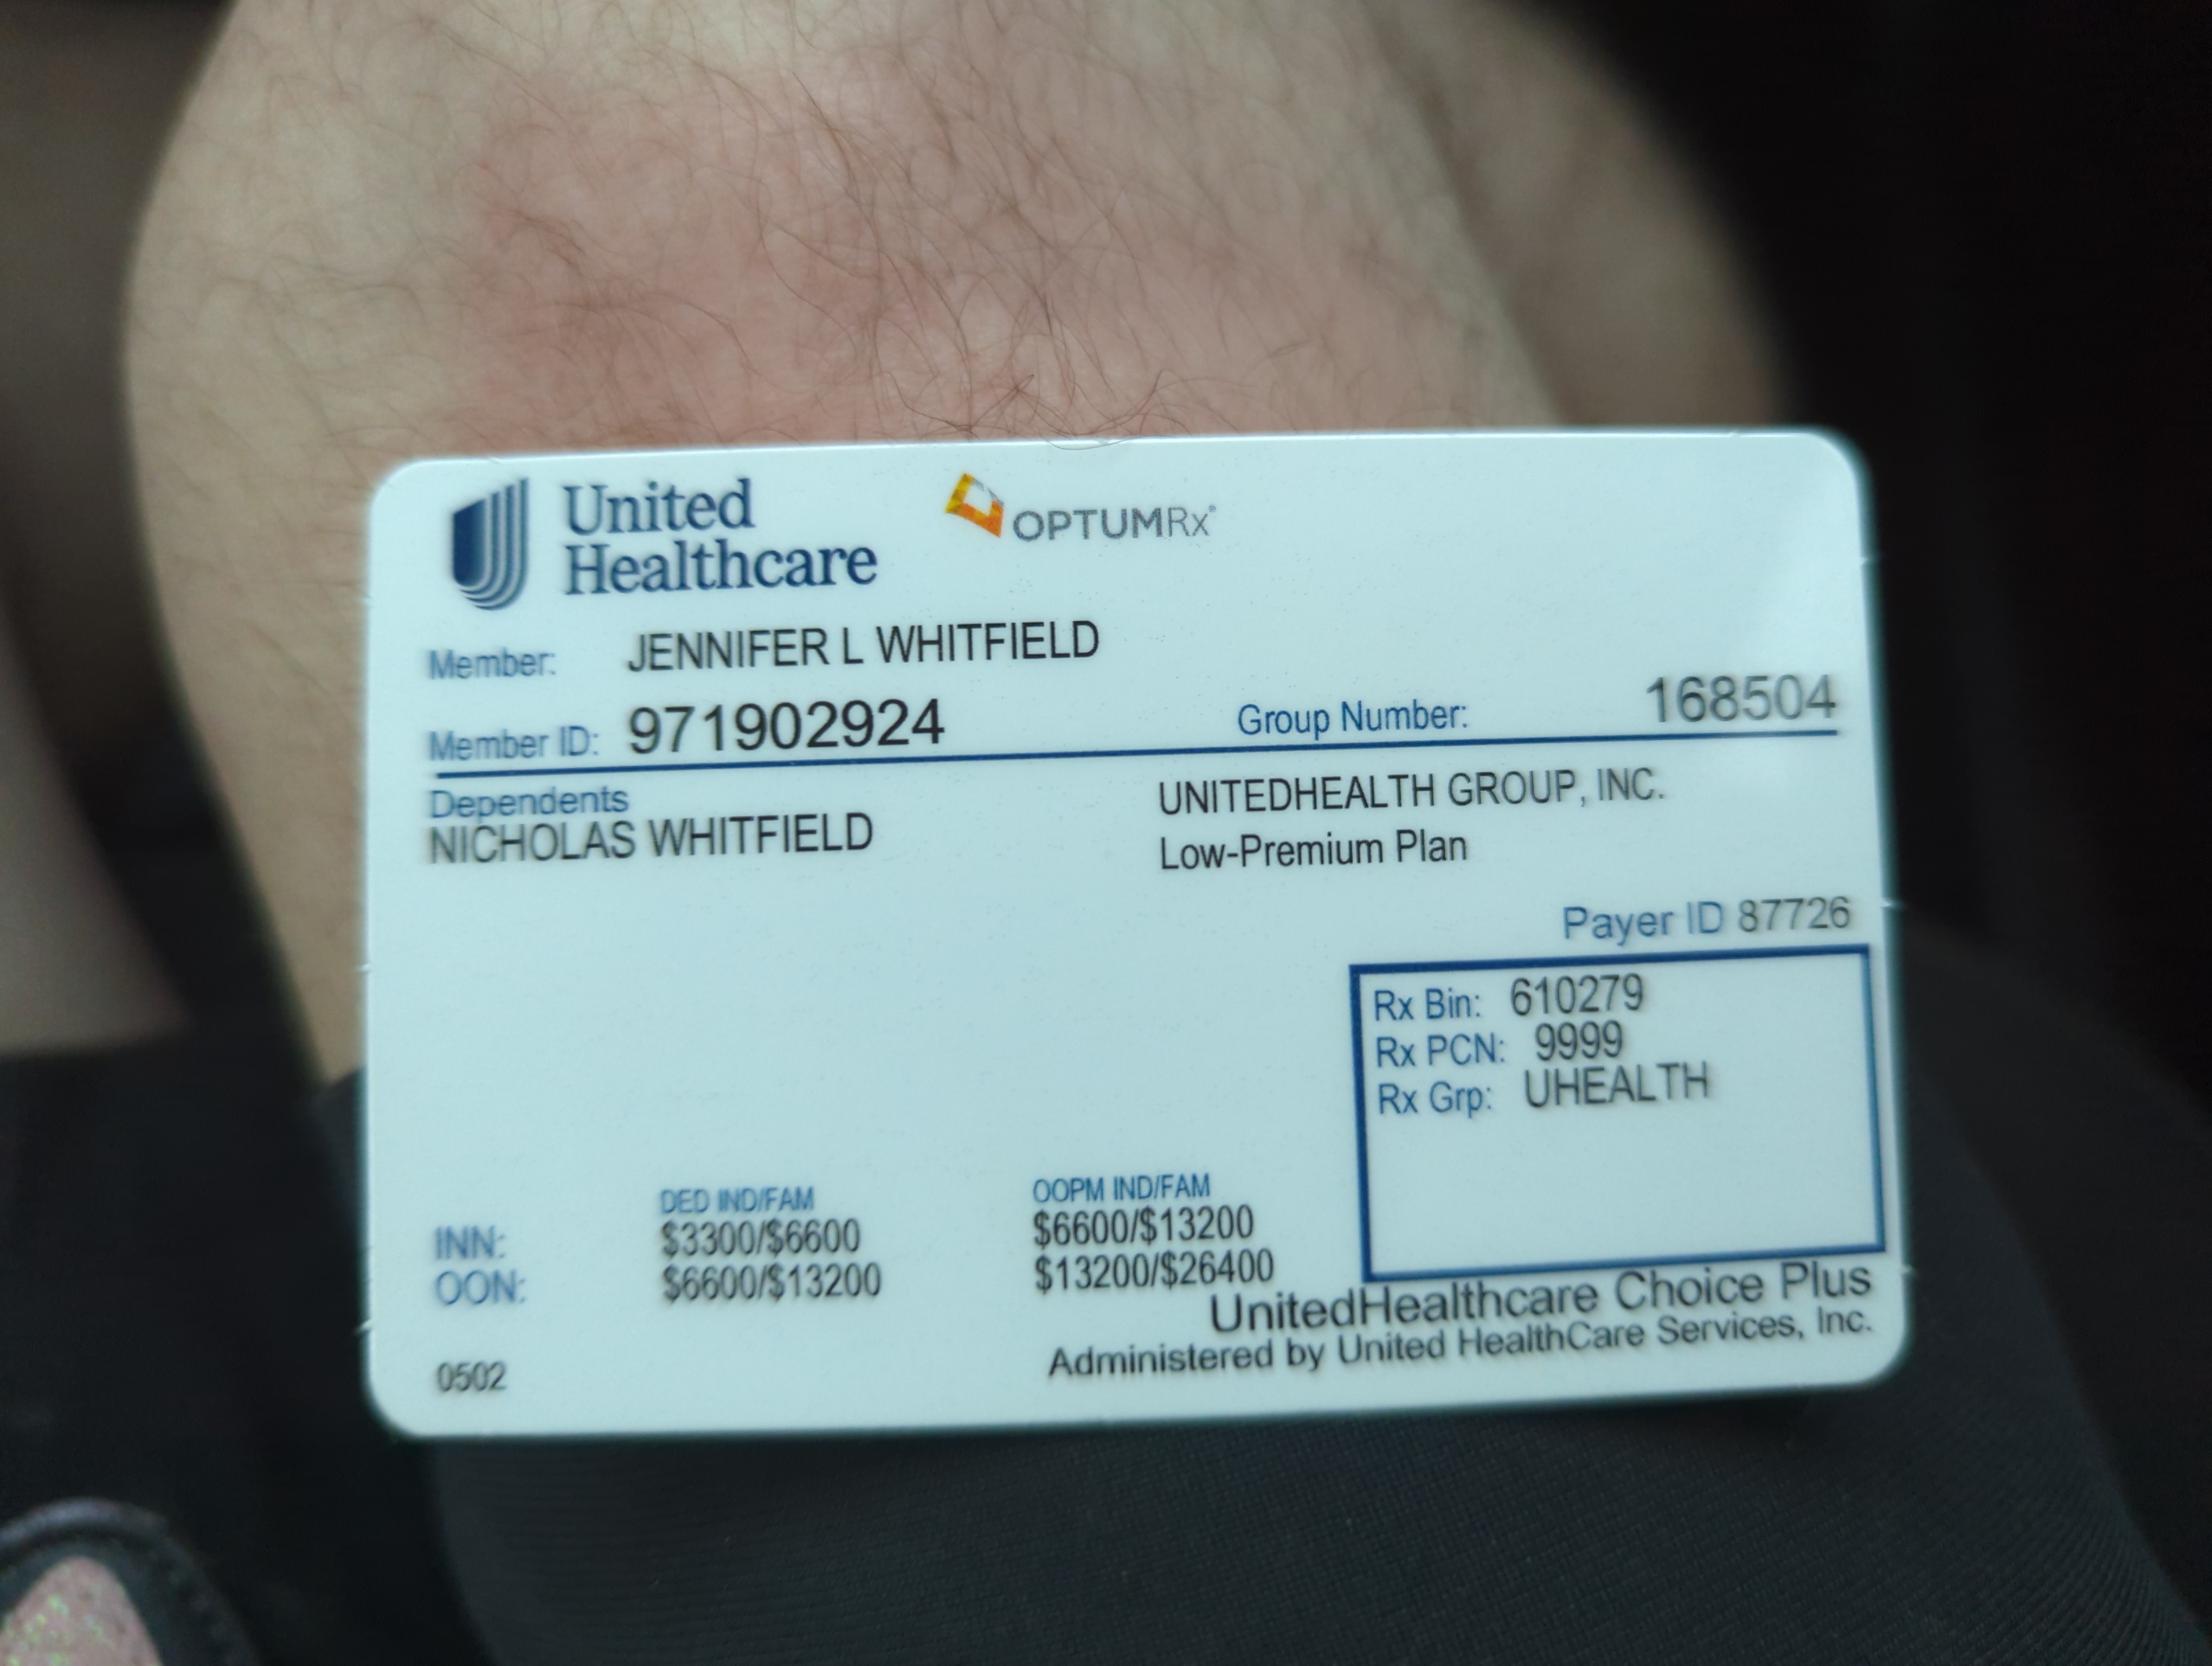 United
Healthcare
OPTUMRx®
Member: JENNIFER L WHITFIELD
Member ID: 971902924 Group Number: 168504
Dependents
NICHOLAS WHITFIELD
UNITEDHEALTH GROUP, INC.
Low-Premium Plan
Payer ID 87726
Rx Bin: 610279
Rx PCN: 9999
Rx Grp: UHEALTH
DED IND/FAM OOPM IND/FAM
INN: $3300/$6600 $6600/$13200
OON: $6600/$13200 $13200/$26400
UnitedHealthcare Choice Plus
Administered by United HealthCare Services, Inc.
0502